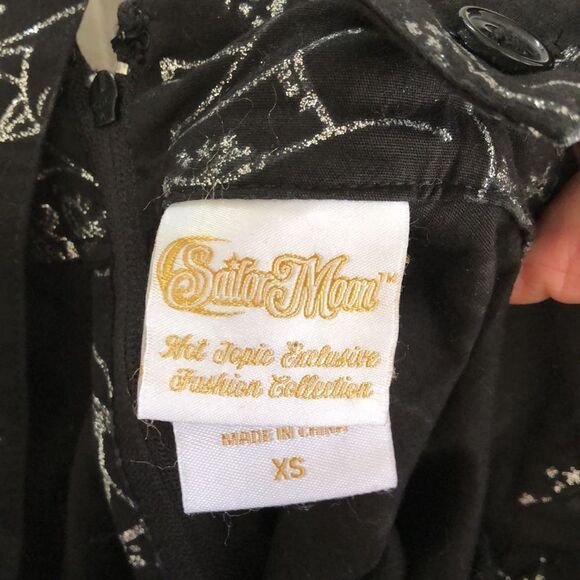 Sailor Moon™
Hot Topic Exclusive
Fashion Collection
MADE IN CHINA
XS